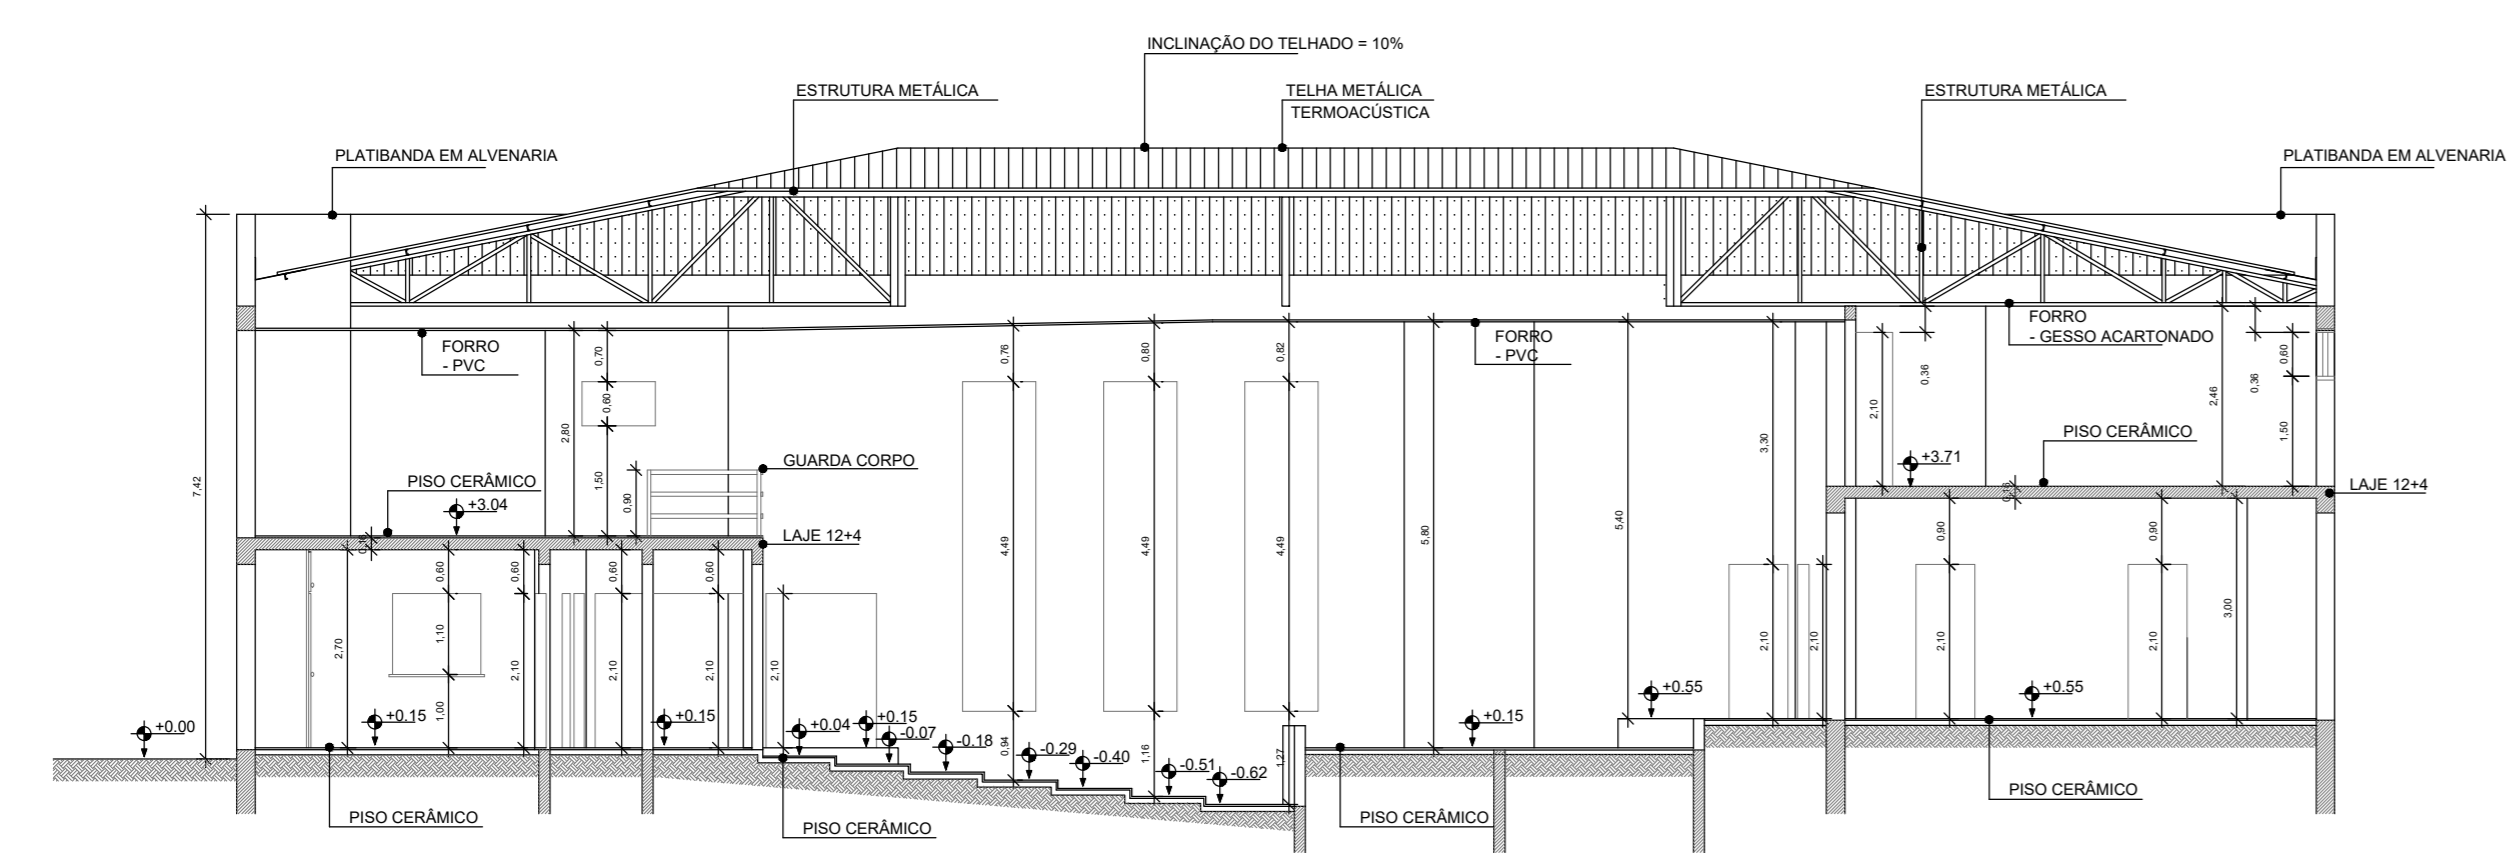 INCLINAÇÃO DO TELHADO = 10%
ESTRUTURA METÁLICA
TELHA METÁLICA
TERMOACÚSTICA
ESTRUTURA METÁLICA
PLATIBANDA EM ALVENARIA
PLATIBANDA EM ALVENARIA
FORRO
- PVC
FORRO
- PVC
FORRO
- GESSO ACARTONADO
0,70
0,76
0,80
0,82
0,36
0,36
0,60
0,60
2,80
1,50
0,90
2,10
2,46
1,50
3,30
7,42
GUARDA CORPO
PISO CERÂMICO
PISO CERÂMICO
+3.04
+3.71
LAJE 12+4
LAJE 12+4
0,16
0,16
4,49
4,49
4,49
5,80
5,40
0,60
0,60
0,60
0,60
0,90
0,90
2,70
1,10
1,00
2,10
2,10
2,10
2,10
2,10
2,10
2,10
2,10
3,00
+0.00
+0.15
+0.15
+0.04
+0.15
-0.07
-0.18
-0.29
-0.40
-0.51
-0.62
+0.15
+0.55
+0.55
0,94
1,16
1,27
PISO CERÂMICO
PISO CERÂMICO
PISO CERÂMICO
PISO CERÂMICO